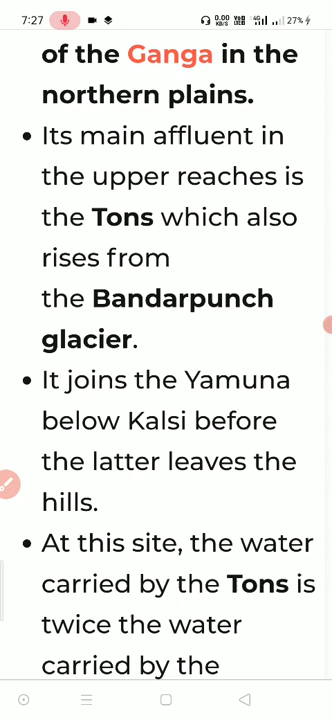 7:27
0.00
KB/S
4G
27%
of the Ganga in the
northern plains.
• Its main affluent in
the upper reaches is
the Tons which also
rises from
the Bandarpunch
glacier.
• It joins the Yamuna
below Kalsi before
the latter leaves the
hills.
• At this site, the water
carried by the Tons is
twice the water
carried by the